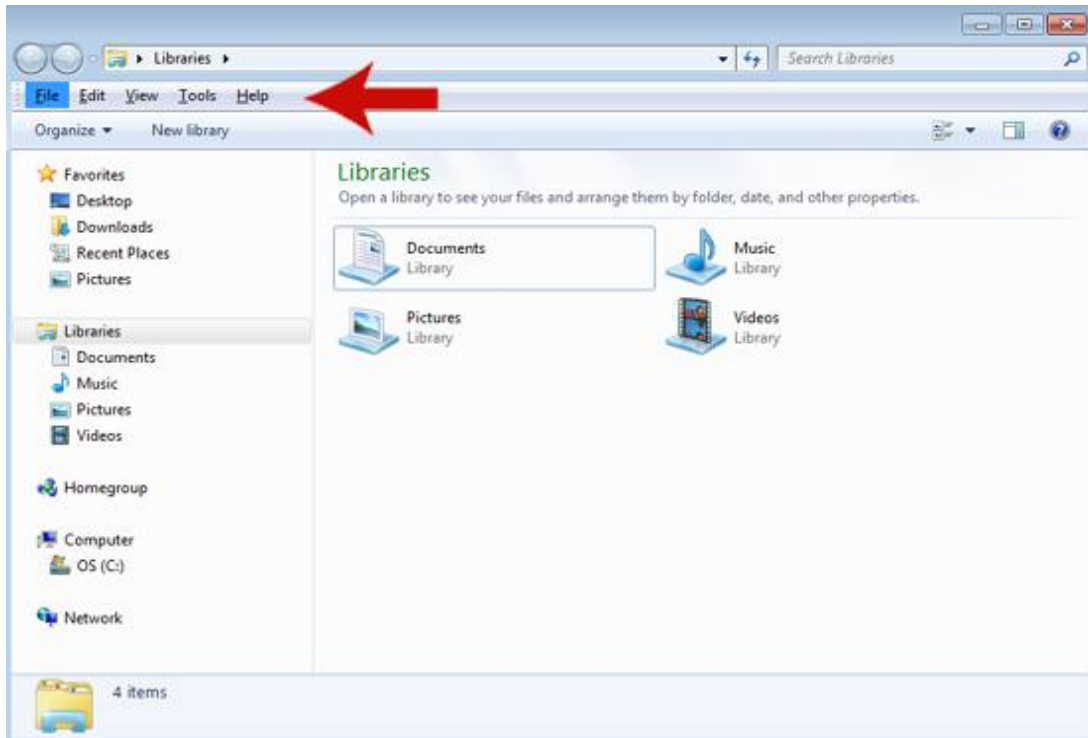 Libraries
Search Libraries
File Edit View Tools Help
Organize New library
Favorites
Desktop
Downloads
Recent Places
Pictures
Libraries
Documents
Music
Pictures
Videos
Homegroup
Computer
OS (C:)
Network
Libraries
Open a library to see your files and arrange them by folder, date, and other properties.
Documents
Library
Music
Library
Pictures
Library
Videos
Library
4 items